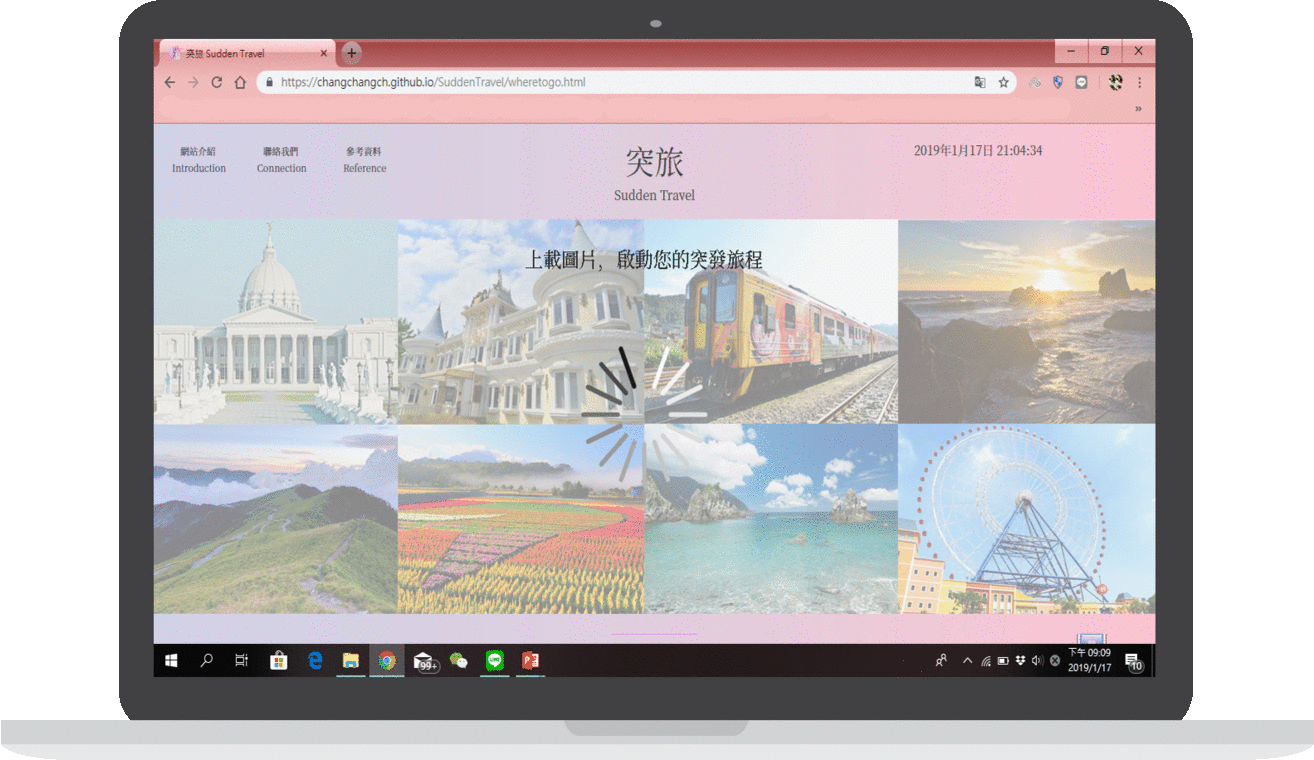 突旅 Sudden Travel
https://changchangch.github.io/SuddenTravel/wheretogo.html
網站介紹
Introduction
聯絡我們
Connection
參考資料
Reference
突旅
Sudden Travel
2019年1月17日 21:04:34
上載圖片，啟動您的突發旅程
99+
下午 09:09
2019/1/17
10